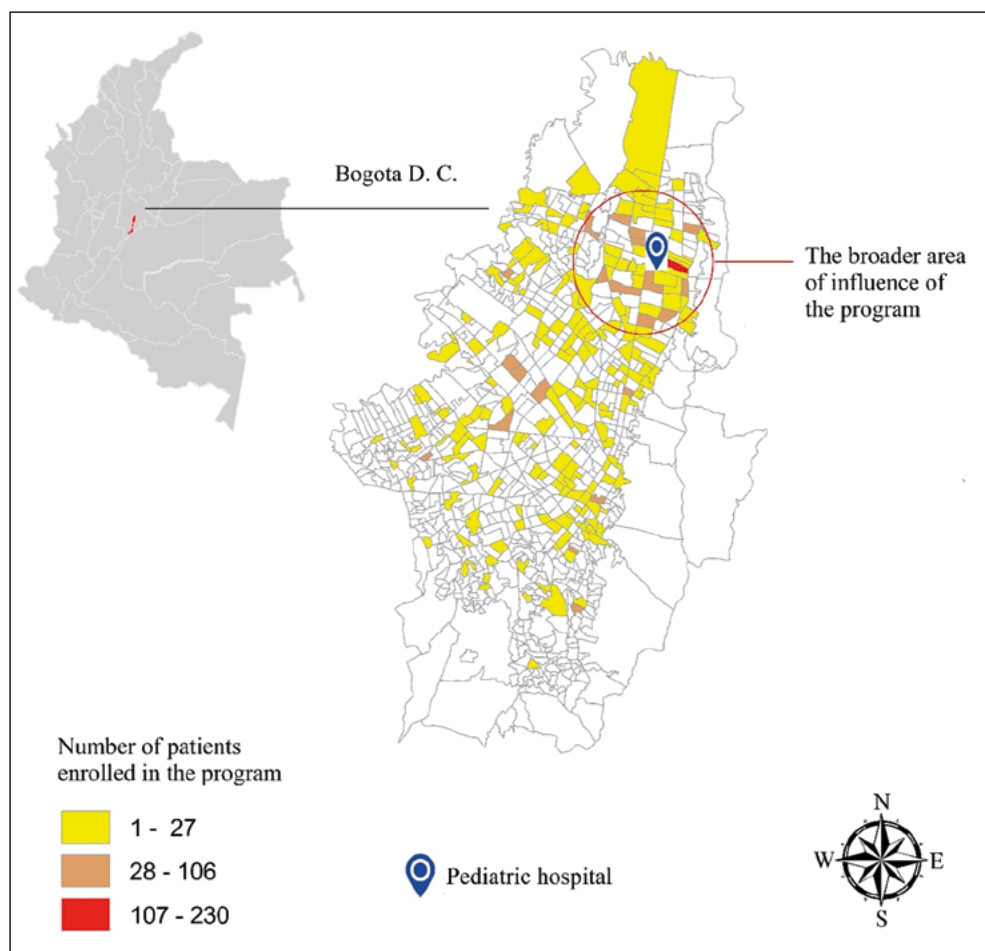 Bogota D. C.
The broader area
of influence of
the program
Number of patients
enrolled in the program
1 - 27
28 - 106
107 - 230
Pediatric hospital
N
W
E
S